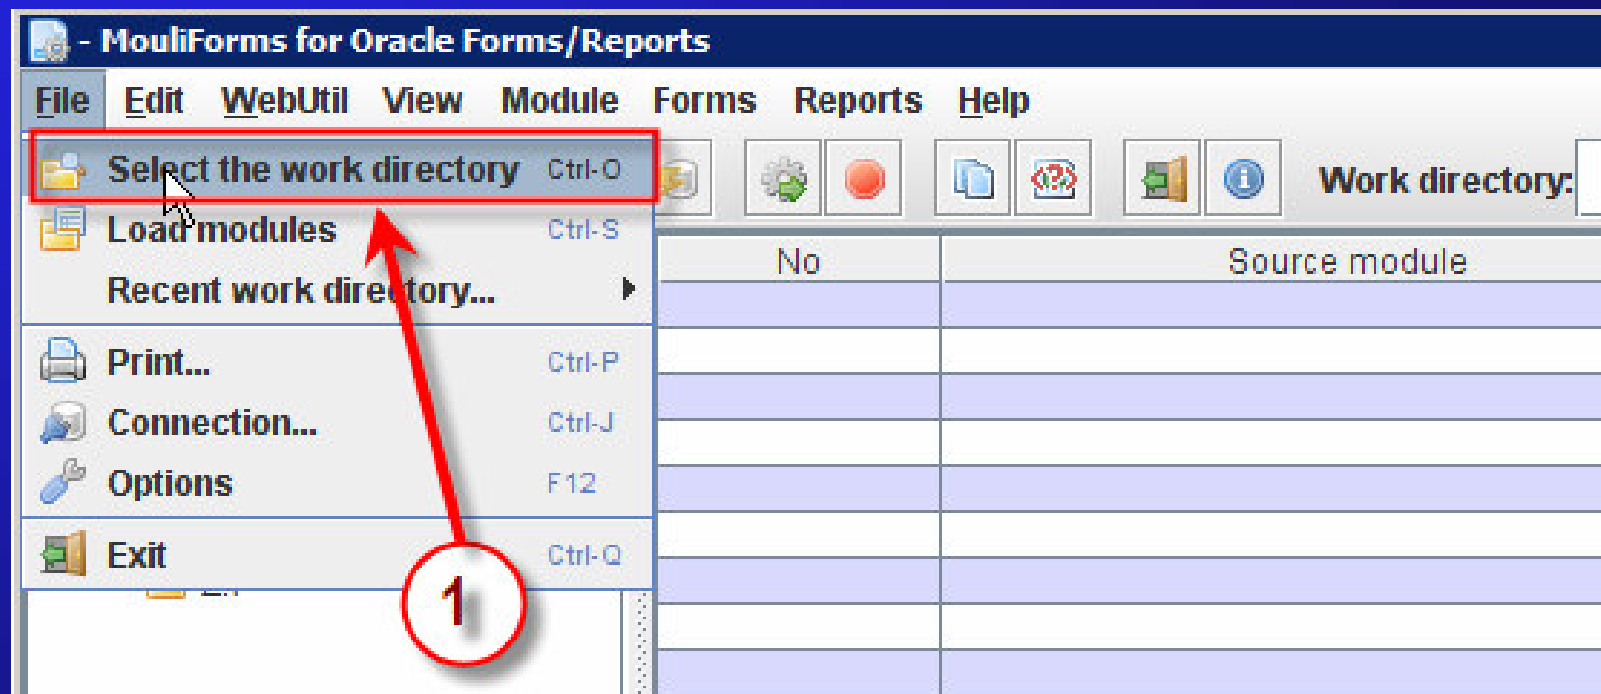 - MouliForms for Oracle Forms/Reports
File Edit WebUtil View Module Forms Reports Help
Select the work directory Ctrl-O
Work directory:
Load modules Ctrl-S
No Source module
Recent work directory...
Print... Ctrl-P
Connection... Ctrl-J
Options F12
Exit Ctrl-Q
1